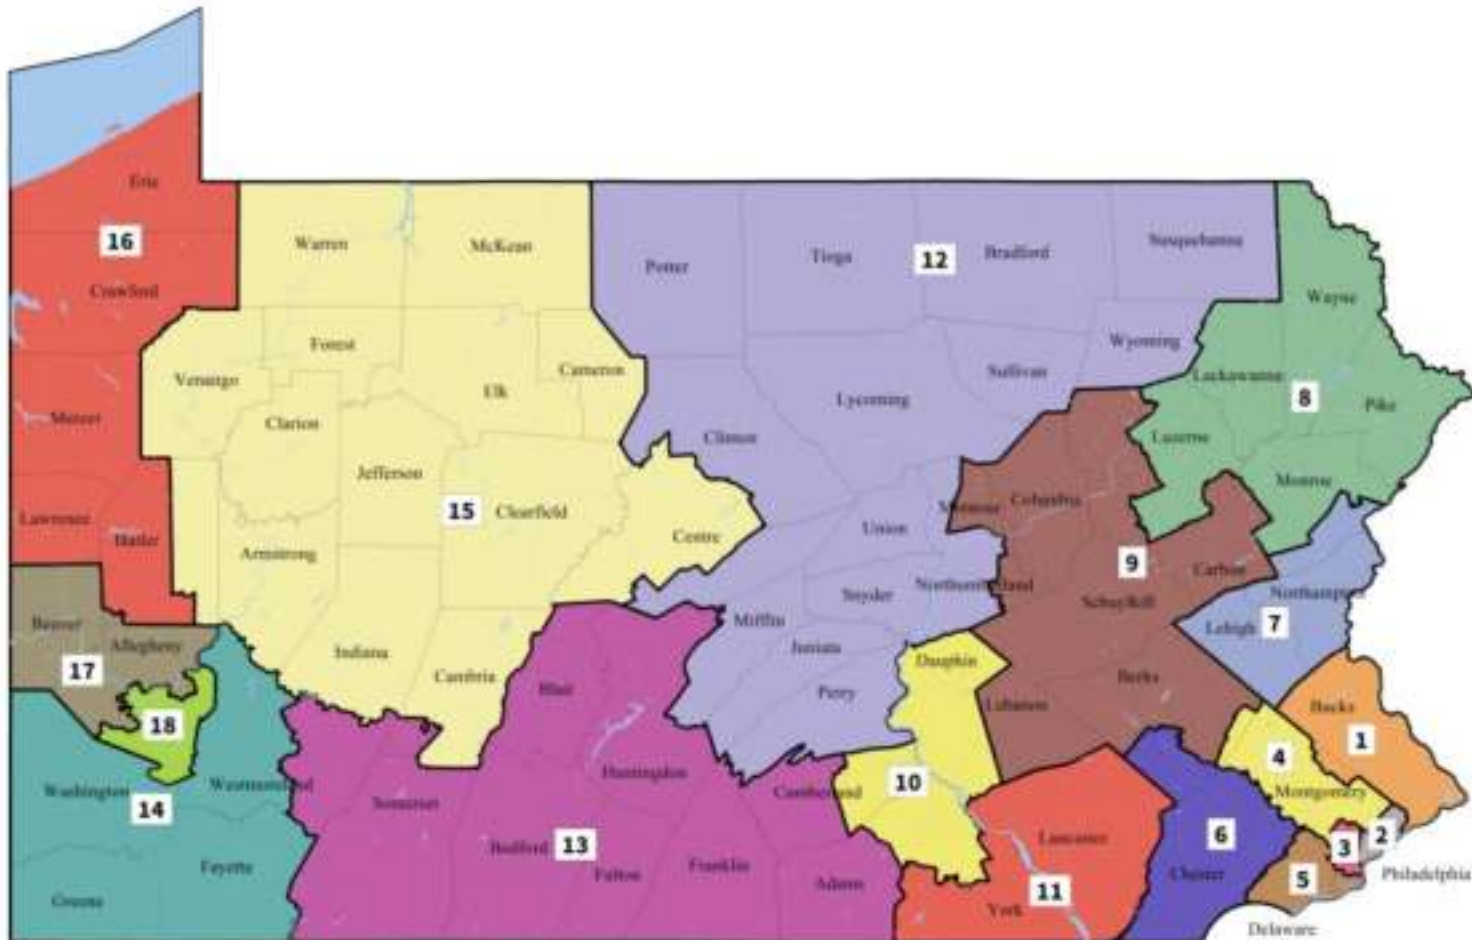 Erie
16
Crawford
Warren
McKean
Potter
Tioga
12
Bradford
Susquehanna
Wayne
Forest
Venango
Elk
Cameron
Wyoming
Sullivan
Lackawanna
8
Pike
Mercer
Clarion
Lycoming
Clinton
Luzerne
Jefferson
Monroe
Lawrence
Butler
15
Clearfield
Centre
Union
Montour
Columbia
Armstrong
9
Carbon
Northampton
Snyder
Northumberland
Schuylkill
Beaver
Allegheny
Mifflin
Lehigh
7
Indiana
Juniata
17
Cambria
Blair
Perry
Dauphin
Berks
Lebanon
Bucks
18
1
4
Huntingdon
Washington
Westmoreland
14
Somerset
Cumberland
10
Montgomery
6
2
Lancaster
Bedford
13
3
Fayette
Fulton
Franklin
Adams
Chester
5
Philadelphia
Greene
11
York
Delaware